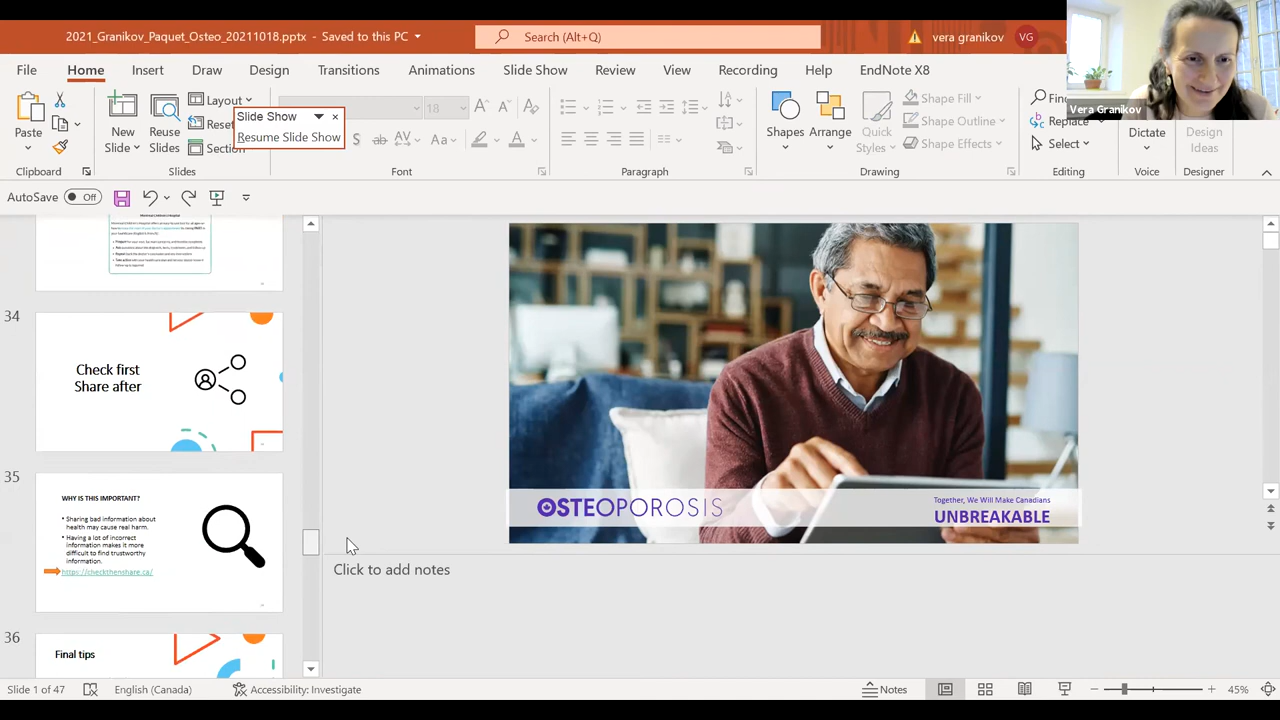 2021_Granikov_Paquet_Osteo_20211018.pptx - Saved to this PC
Search (Alt+Q)
vera granikov
VG
Vera Granikov
File
Home
Insert
Draw
Design
Transitions
Animations
Slide Show
Review
View
Recording
Help
EndNote X8
Paste
New
Slide
Reuse
Slides
Layout
Reset
Section
Slide Show
Resume Slide Show
18
Shapes
Arrange
Quick
Styles
Shape Fill
Shape Outline
Shape Effects
Replace
Select
Dictate
Design
Ideas
Clipboard
Slides
Font
Paragraph
Drawing
Editing
Voice
Designer
AutoSave
Off
34
Check first
Share after
35
WHY IS THIS IMPORTANT?
• Sharing bad information about
health may cause real harm.
• Having a lot of incorrect
information makes it more
difficult to find trustworthy
information.
https://checkthenshare.ca/
36
Final tips
OSTEOPOROSIS
Together, We Will Make Canadians
UNBREAKABLE
Click to add notes
Slide 1 of 47
English (Canada)
Accessibility: Investigate
Notes
45%